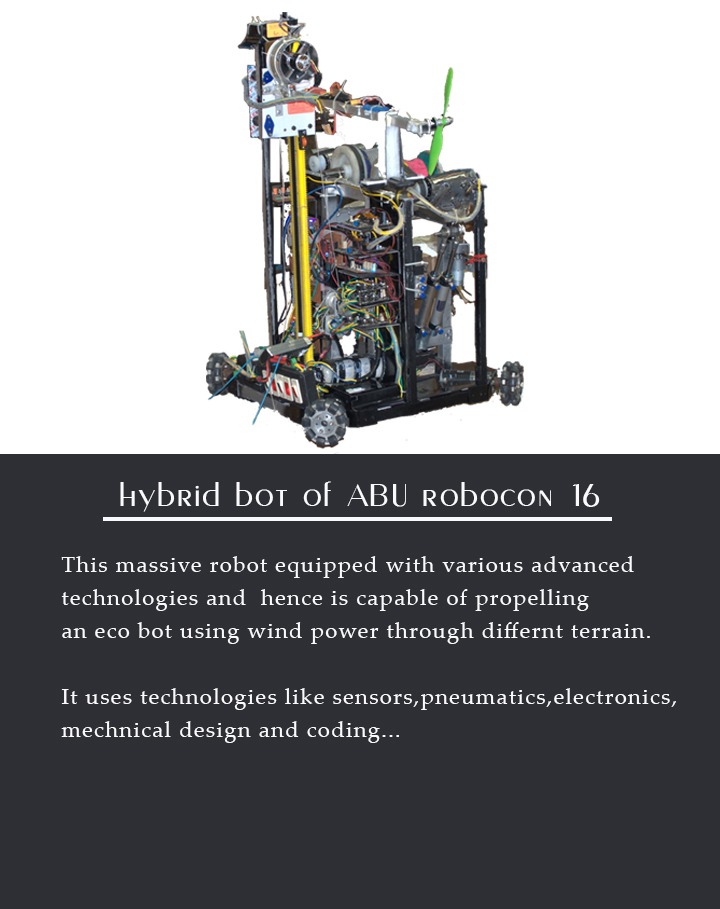 hybrid bot of ABU robocon 16
This massive robot equipped with various advanced
technologies and hence is capable of propelling
an eco bot using wind power through differnt terrain.
It uses technologies like sensors,pneumatics,electronics,
mechnical design and coding...